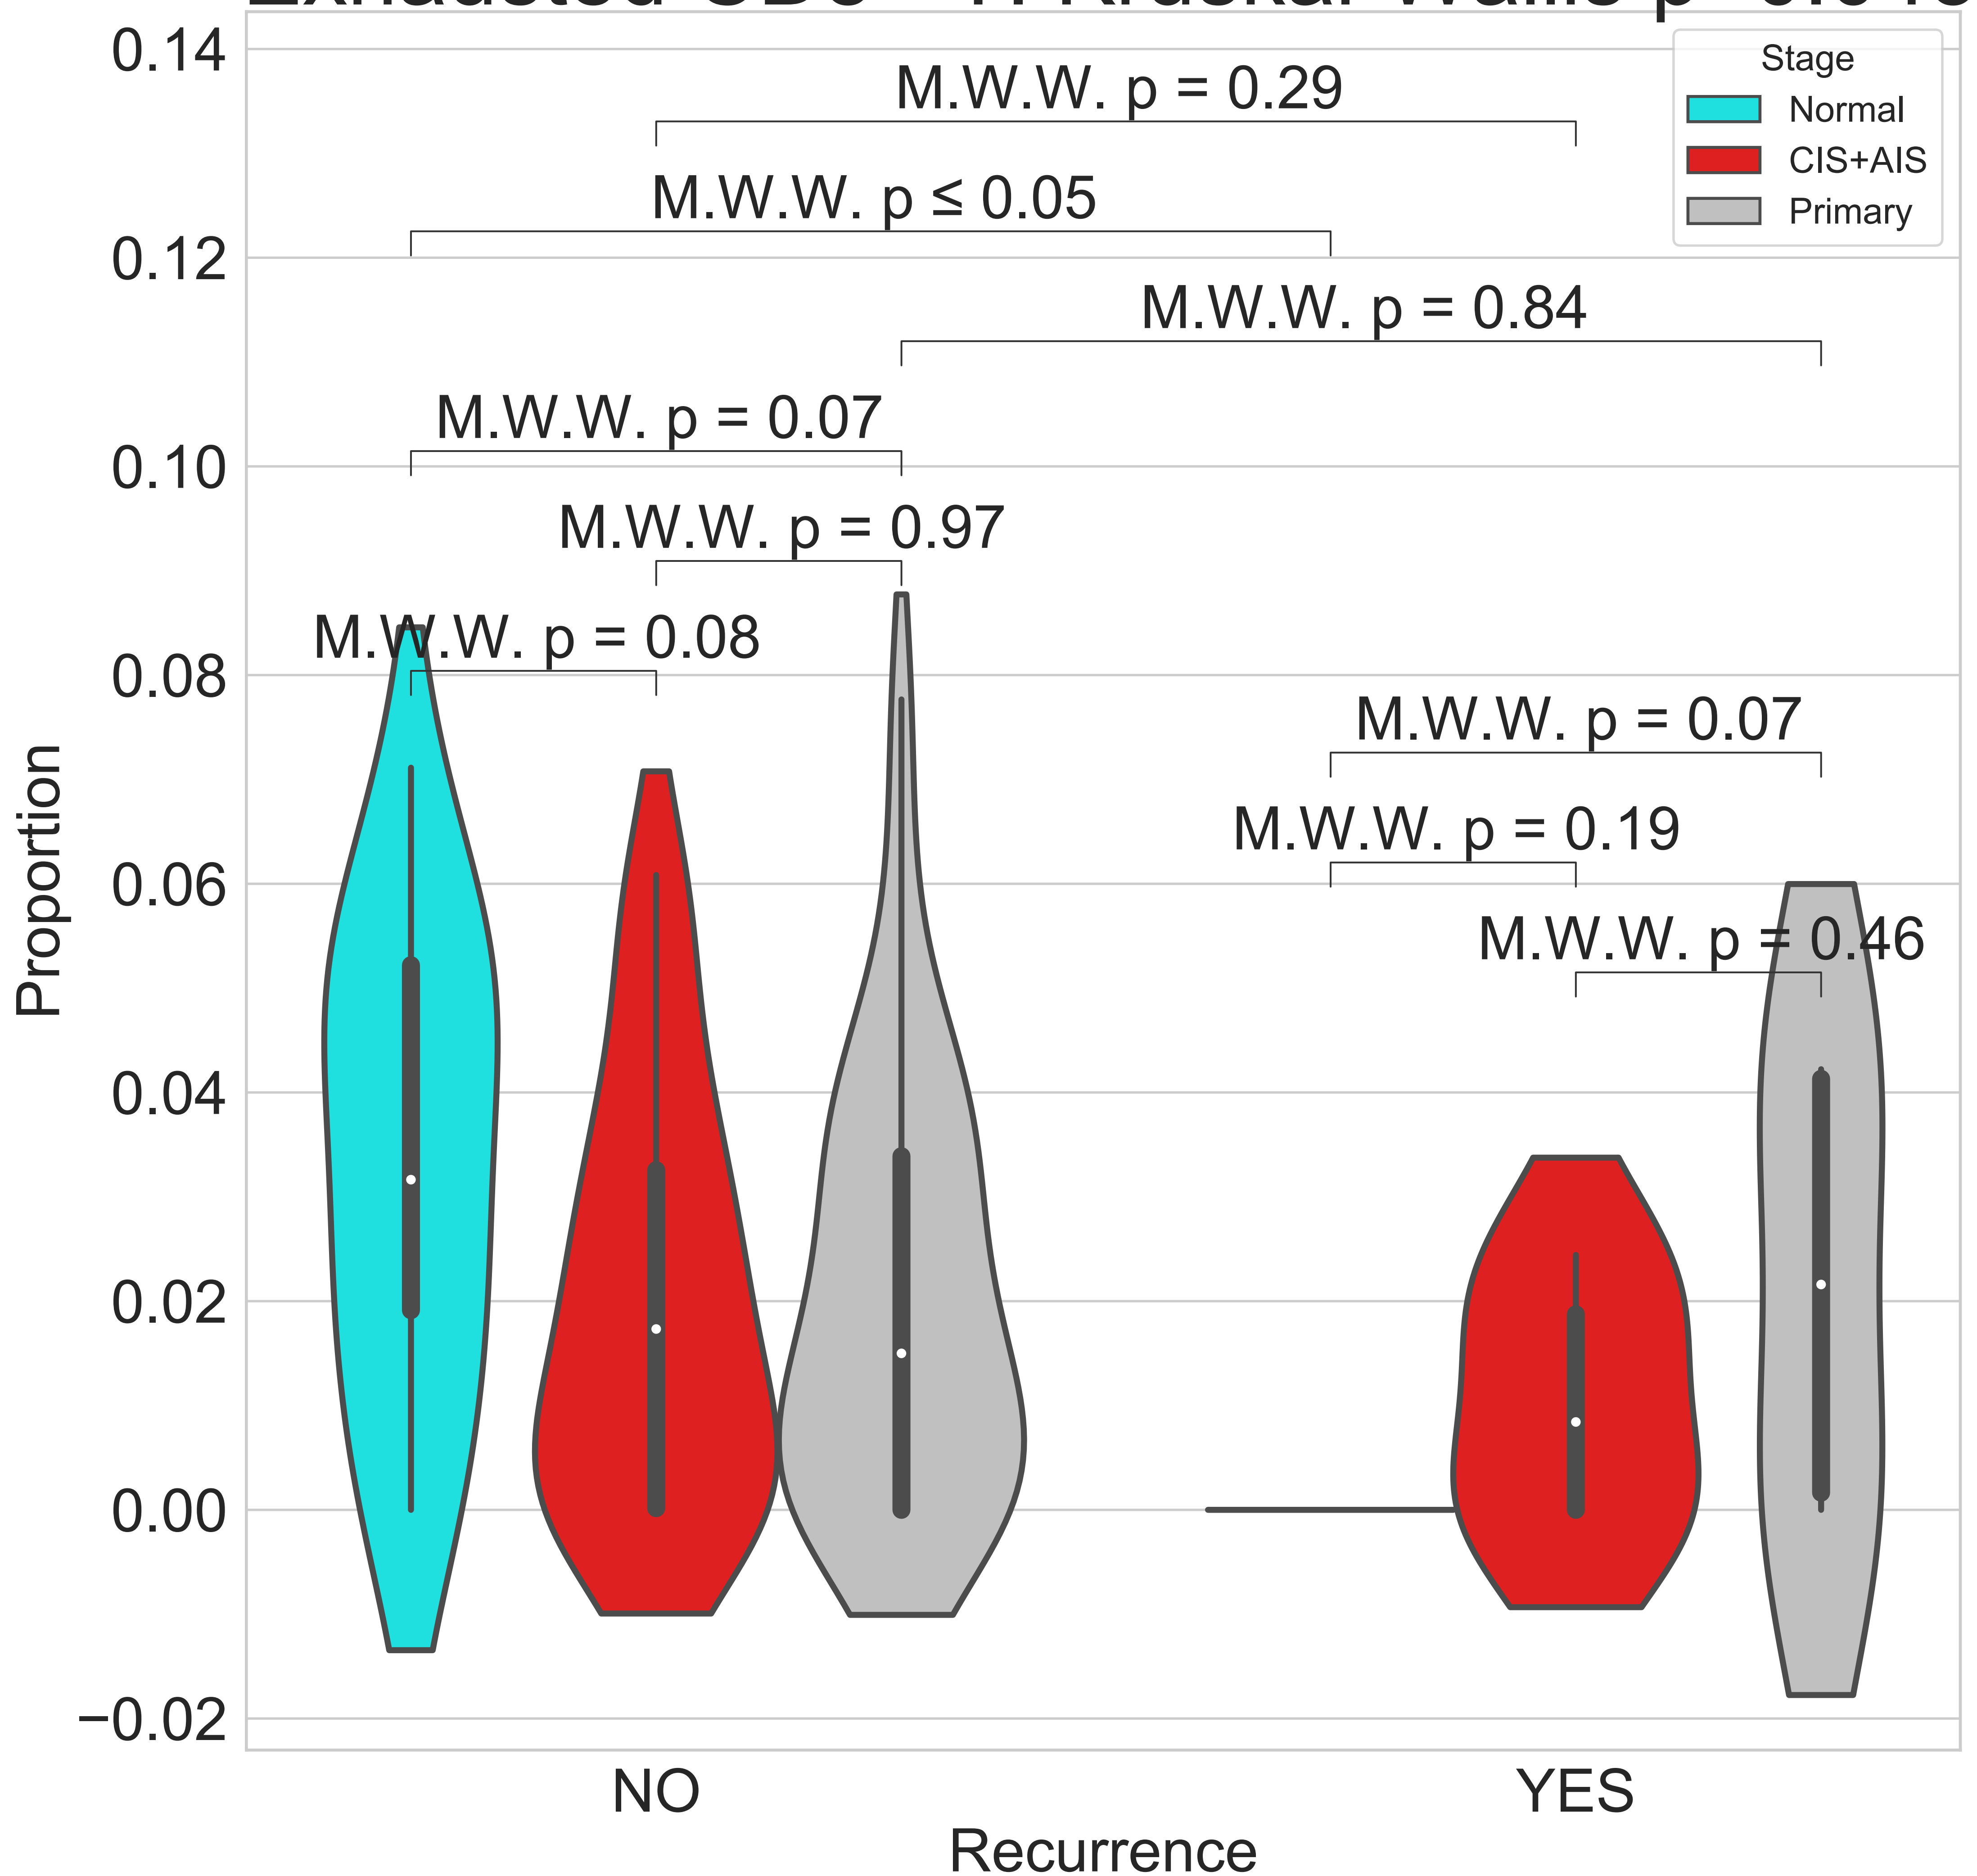 Stage
Normal
CIS+AIS
Primary
M.W.W. p = 0.29
M.W.W. p ≤ 0.05
M.W.W. p = 0.84
M.W.W. p = 0.07
M.W.W. p = 0.97
M.W.W. p = 0.08
M.W.W. p = 0.07
M.W.W. p = 0.19
M.W.W. p = 0.46
0.14
0.12
0.10
0.08
0.06
0.04
0.02
0.00
−0.02
Proportion
NO
YES
Recurrence